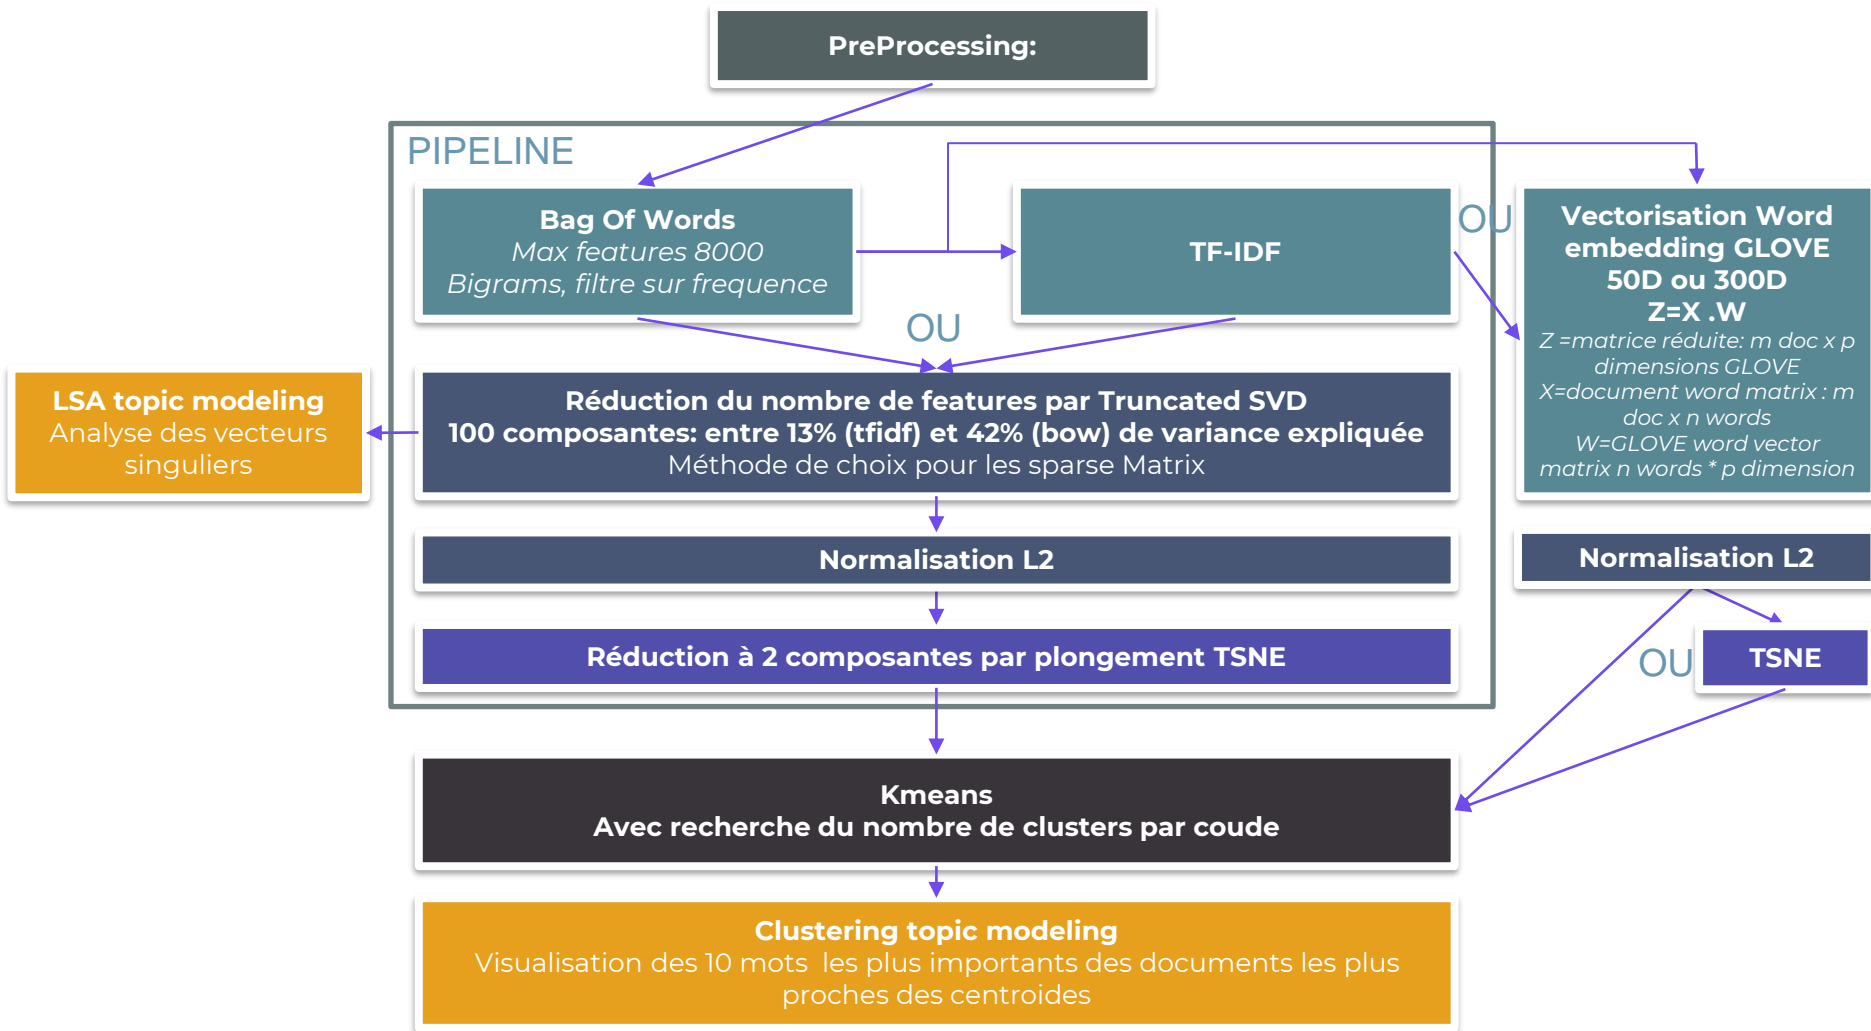 PreProcessing:
PIPELINE
Bag Of Words
Max features 8000
Bigrams, filtre sur frequence
TF-IDF
OU
Vectorisation Word
embedding GLOVE
50D ou 300D
Z=X .W
Z =matrice réduite: m doc x p
dimensions GLOVE
X=document word matrix : m
doc x n words
W=GLOVE word vector
matrix n words * p dimension
OU
LSA topic modeling
Analyse des vecteurs
singuliers
Réduction du nombre de features par Truncated SVD
100 composantes: entre 13% (tfidf) et 42% (bow) de variance expliquée
Méthode de choix pour les sparse Matrix
Normalisation L2
Normalisation L2
Réduction à 2 composantes par plongement TSNE
OU
TSNE
Kmeans
Avec recherche du nombre de clusters par coude
Clustering topic modeling
Visualisation des 10 mots  les plus importants des documents les plus
proches des centroides